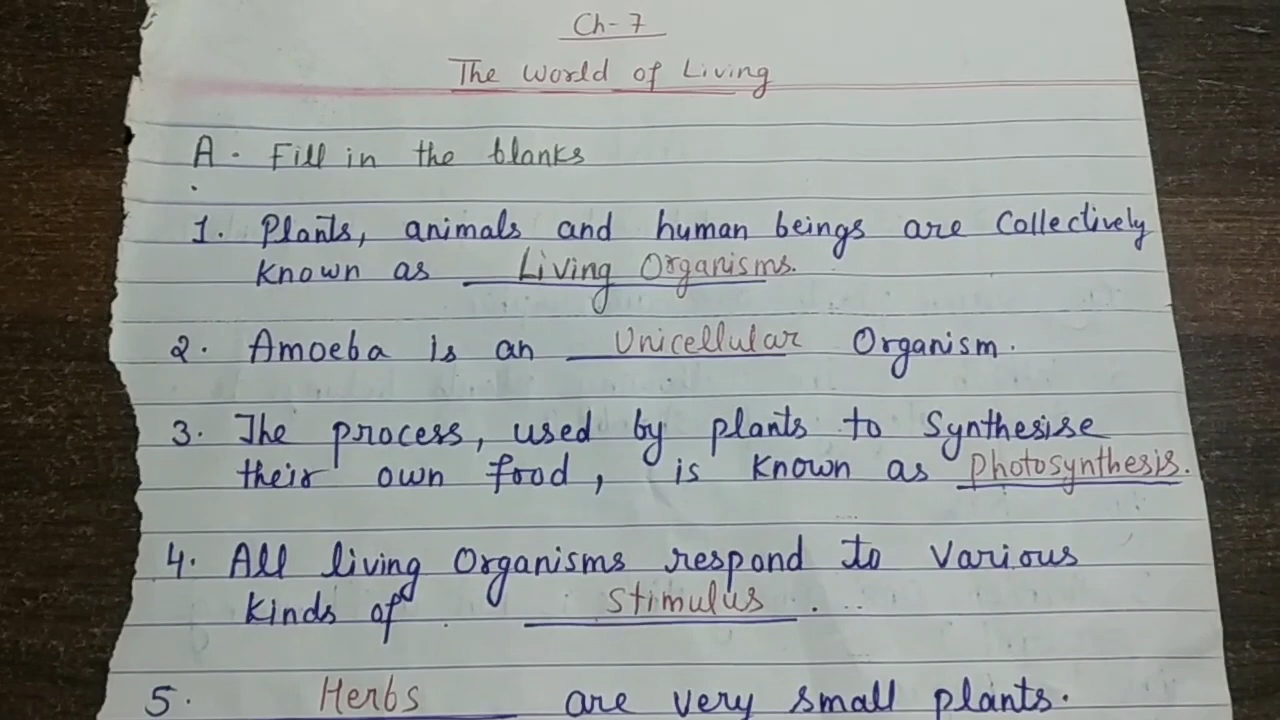 Ch-7
The World of Living
A. Fill in the blanks
1. Plants, animals and human beings are Collectively
known as Living Organisms.
2. Amoeba is an Unicellular Organism.
3. The process, used by plants to Synthesise
their own food, is known as Photosynthesis.
4. All living Organisms respond to various
kinds of Stimulus.
5. Herbs are very small plants.